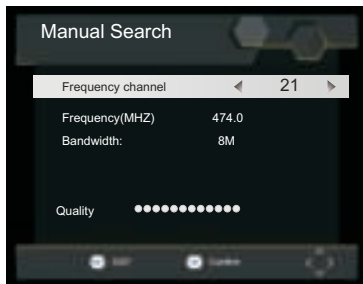 Manual Search
Frequency channel 21
Frequency(MHZ) 474.0
Bandwidth: 8M
Quality